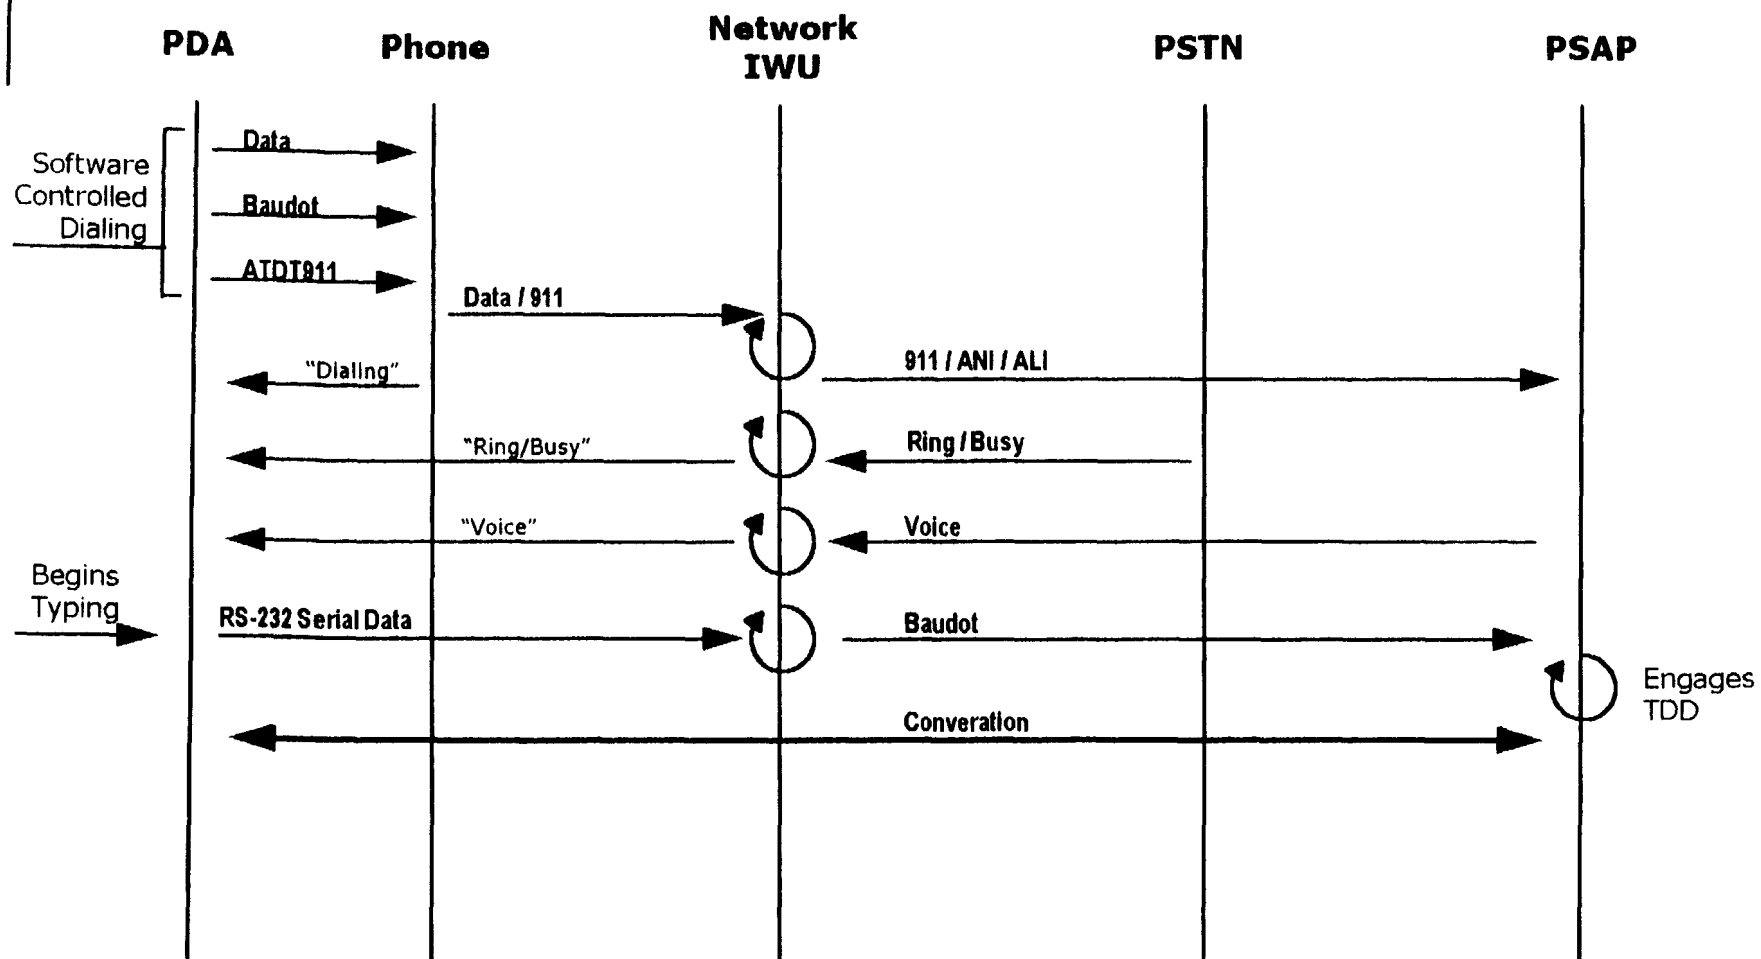 PDA
Phone
Network
IWU
PSTN
PSAP
Software
Controlled
Dialing
Data
Baudot
ATDT911
Data / 911
"Dialing"
911 / ANI / ALI
"Ring/Busy"
Ring / Busy
"Voice"
Voice
Begins
Typing
RS-232 Serial Data
Baudot
Engages
TDD
Converation